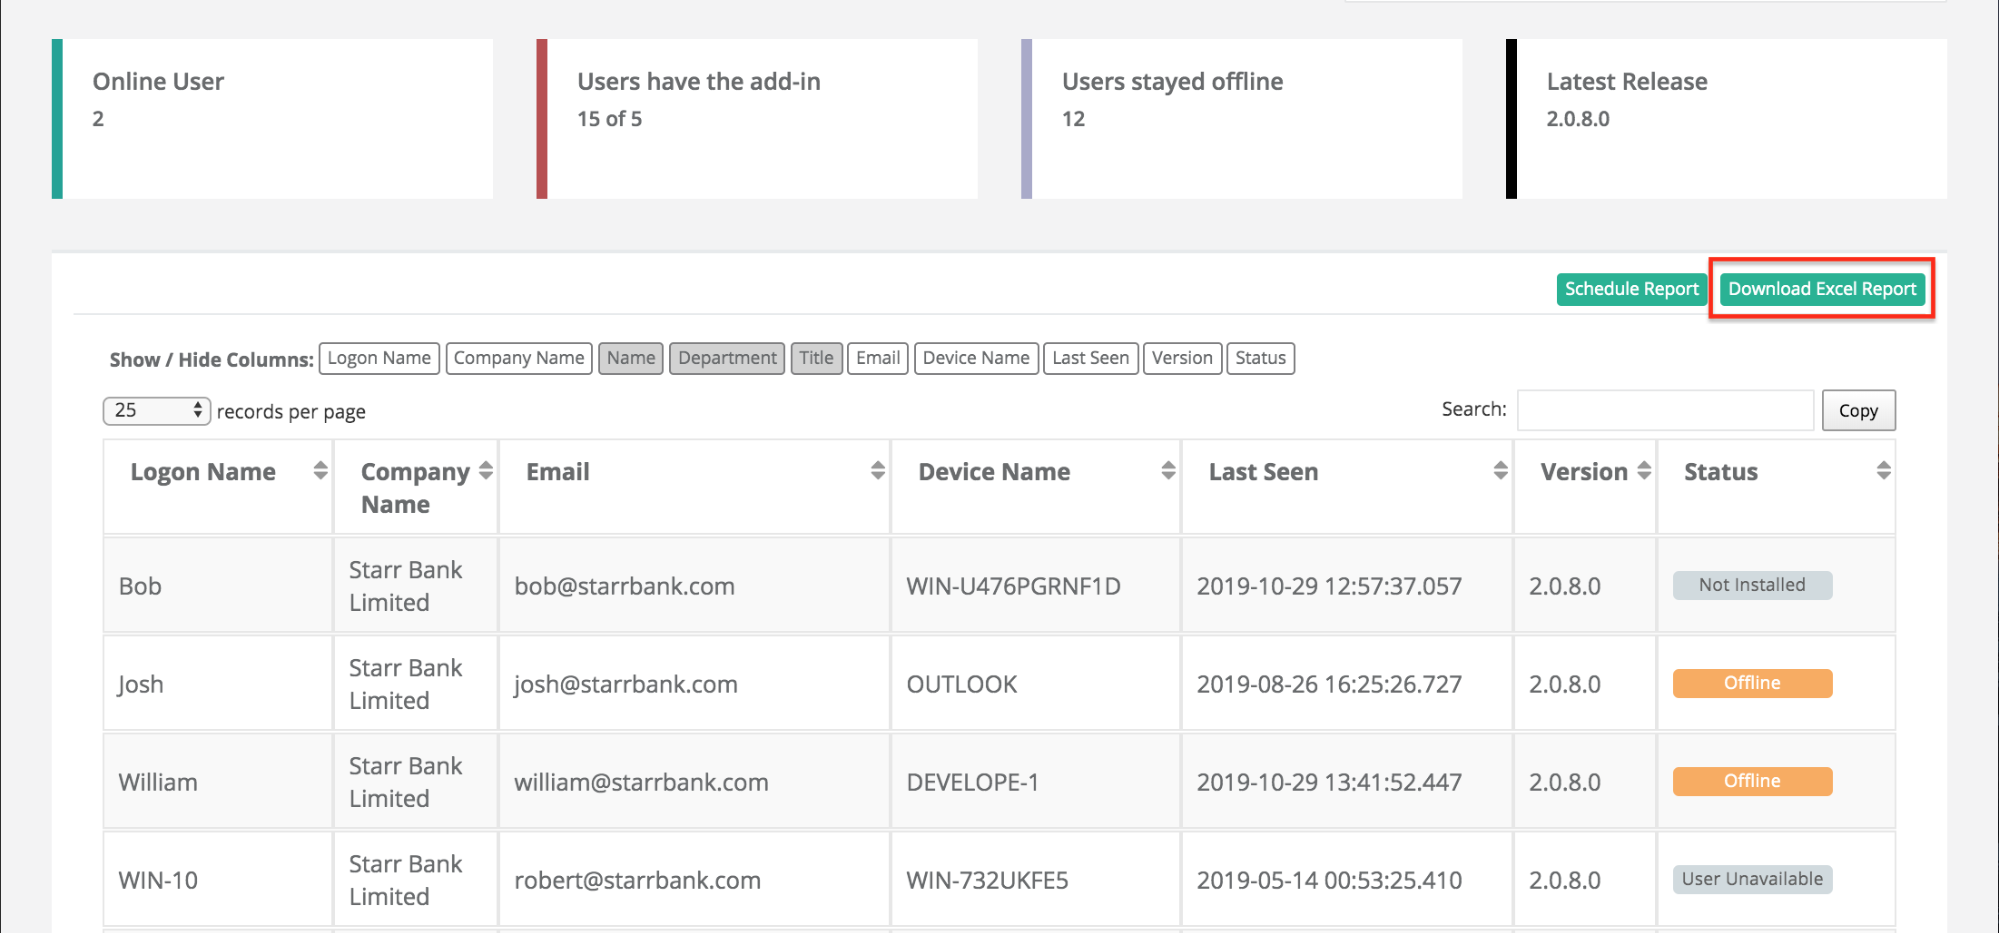 Online User
2
Users have the add-in
15 of 5
Users stayed offline
12
Latest Release
2.0.8.0
Schedule Report
Download Excel Report
Show / Hide Columns: Logon Name Company Name Name Department Title Email Device Name Last Seen Version Status
25 records per page
Search: Copy
Logon Name
Company
Name
Email
Device Name
Last Seen
Version
Status
Bob
Starr Bank
Limited
bob@starrbank.com
WIN-U476PGRNF1D
2019-10-29 12:57:37.057
2.0.8.0
Not Installed
Josh
Starr Bank
Limited
josh@starrbank.com
OUTLOOK
2019-08-26 16:25:26.727
2.0.8.0
Offline
William
Starr Bank
Limited
william@starrbank.com
DEVELOPE-1
2019-10-29 13:41:52.447
2.0.8.0
Offline
WIN-10
Starr Bank
Limited
robert@starrbank.com
WIN-732UKFE5
2019-05-14 00:53:25.410
2.0.8.0
User Unavailable